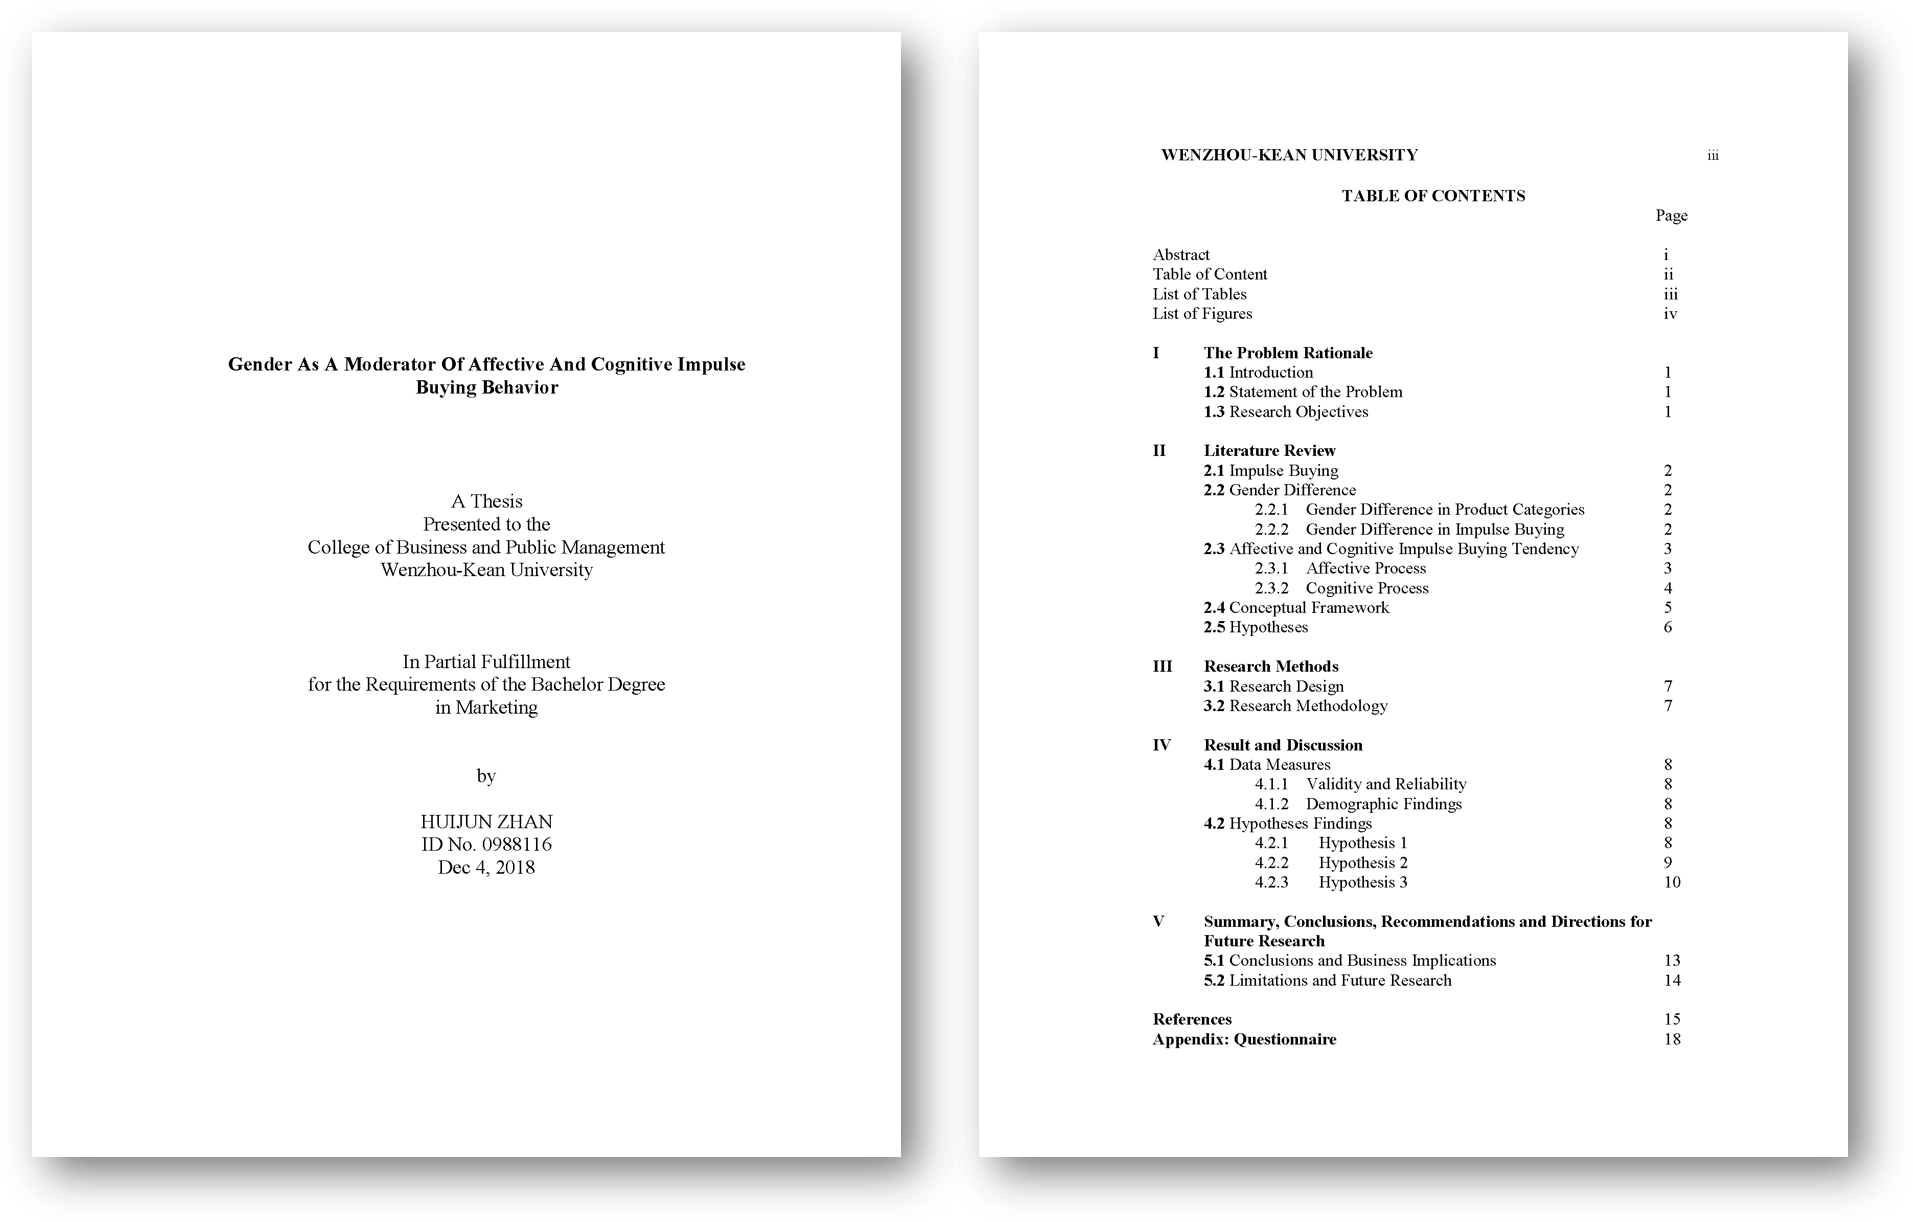 Gender As A Moderator Of Affective And Cognitive Impulse
Buying Behavior
A Thesis
Presented to the
College of Business and Public Management
Wenzhou-Kean University
In Partial Fulfillment
for the Requirements of the Bachelor Degree
in Marketing
by
HUIJUN ZHAN
ID No. 0988116
Dec 4, 2018
WENZHOU-KEAN UNIVERSITY iii
TABLE OF CONTENTS
Page
Abstract i
Table of Content ii
List of Tables iii
List of Figures iv
I The Problem Rationale
1.1 Introduction 1
1.2 Statement of the Problem 1
1.3 Research Objectives 1
II Literature Review
2.1 Impulse Buying 2
2.2 Gender Difference 2
2.2.1 Gender Difference in Product Categories 2
2.2.2 Gender Difference in Impulse Buying 2
2.3 Affective and Cognitive Impulse Buying Tendency 3
2.3.1 Affective Process 3
2.3.2 Cognitive Process 4
2.4 Conceptual Framework 5
2.5 Hypotheses 6
III Research Methods
3.1 Research Design 7
3.2 Research Methodology 7
IV Result and Discussion
4.1 Data Measures 8
4.1.1 Validity and Reliability 8
4.1.2 Demographic Findings 8
4.2 Hypotheses Findings 8
4.2.1 Hypothesis 1 8
4.2.2 Hypothesis 2 9
4.2.3 Hypothesis 3 10
V Summary, Conclusions, Recommendations and Directions for
Future Research
5.1 Conclusions and Business Implications 13
5.2 Limitations and Future Research 14
References 15
Appendix: Questionnaire 18